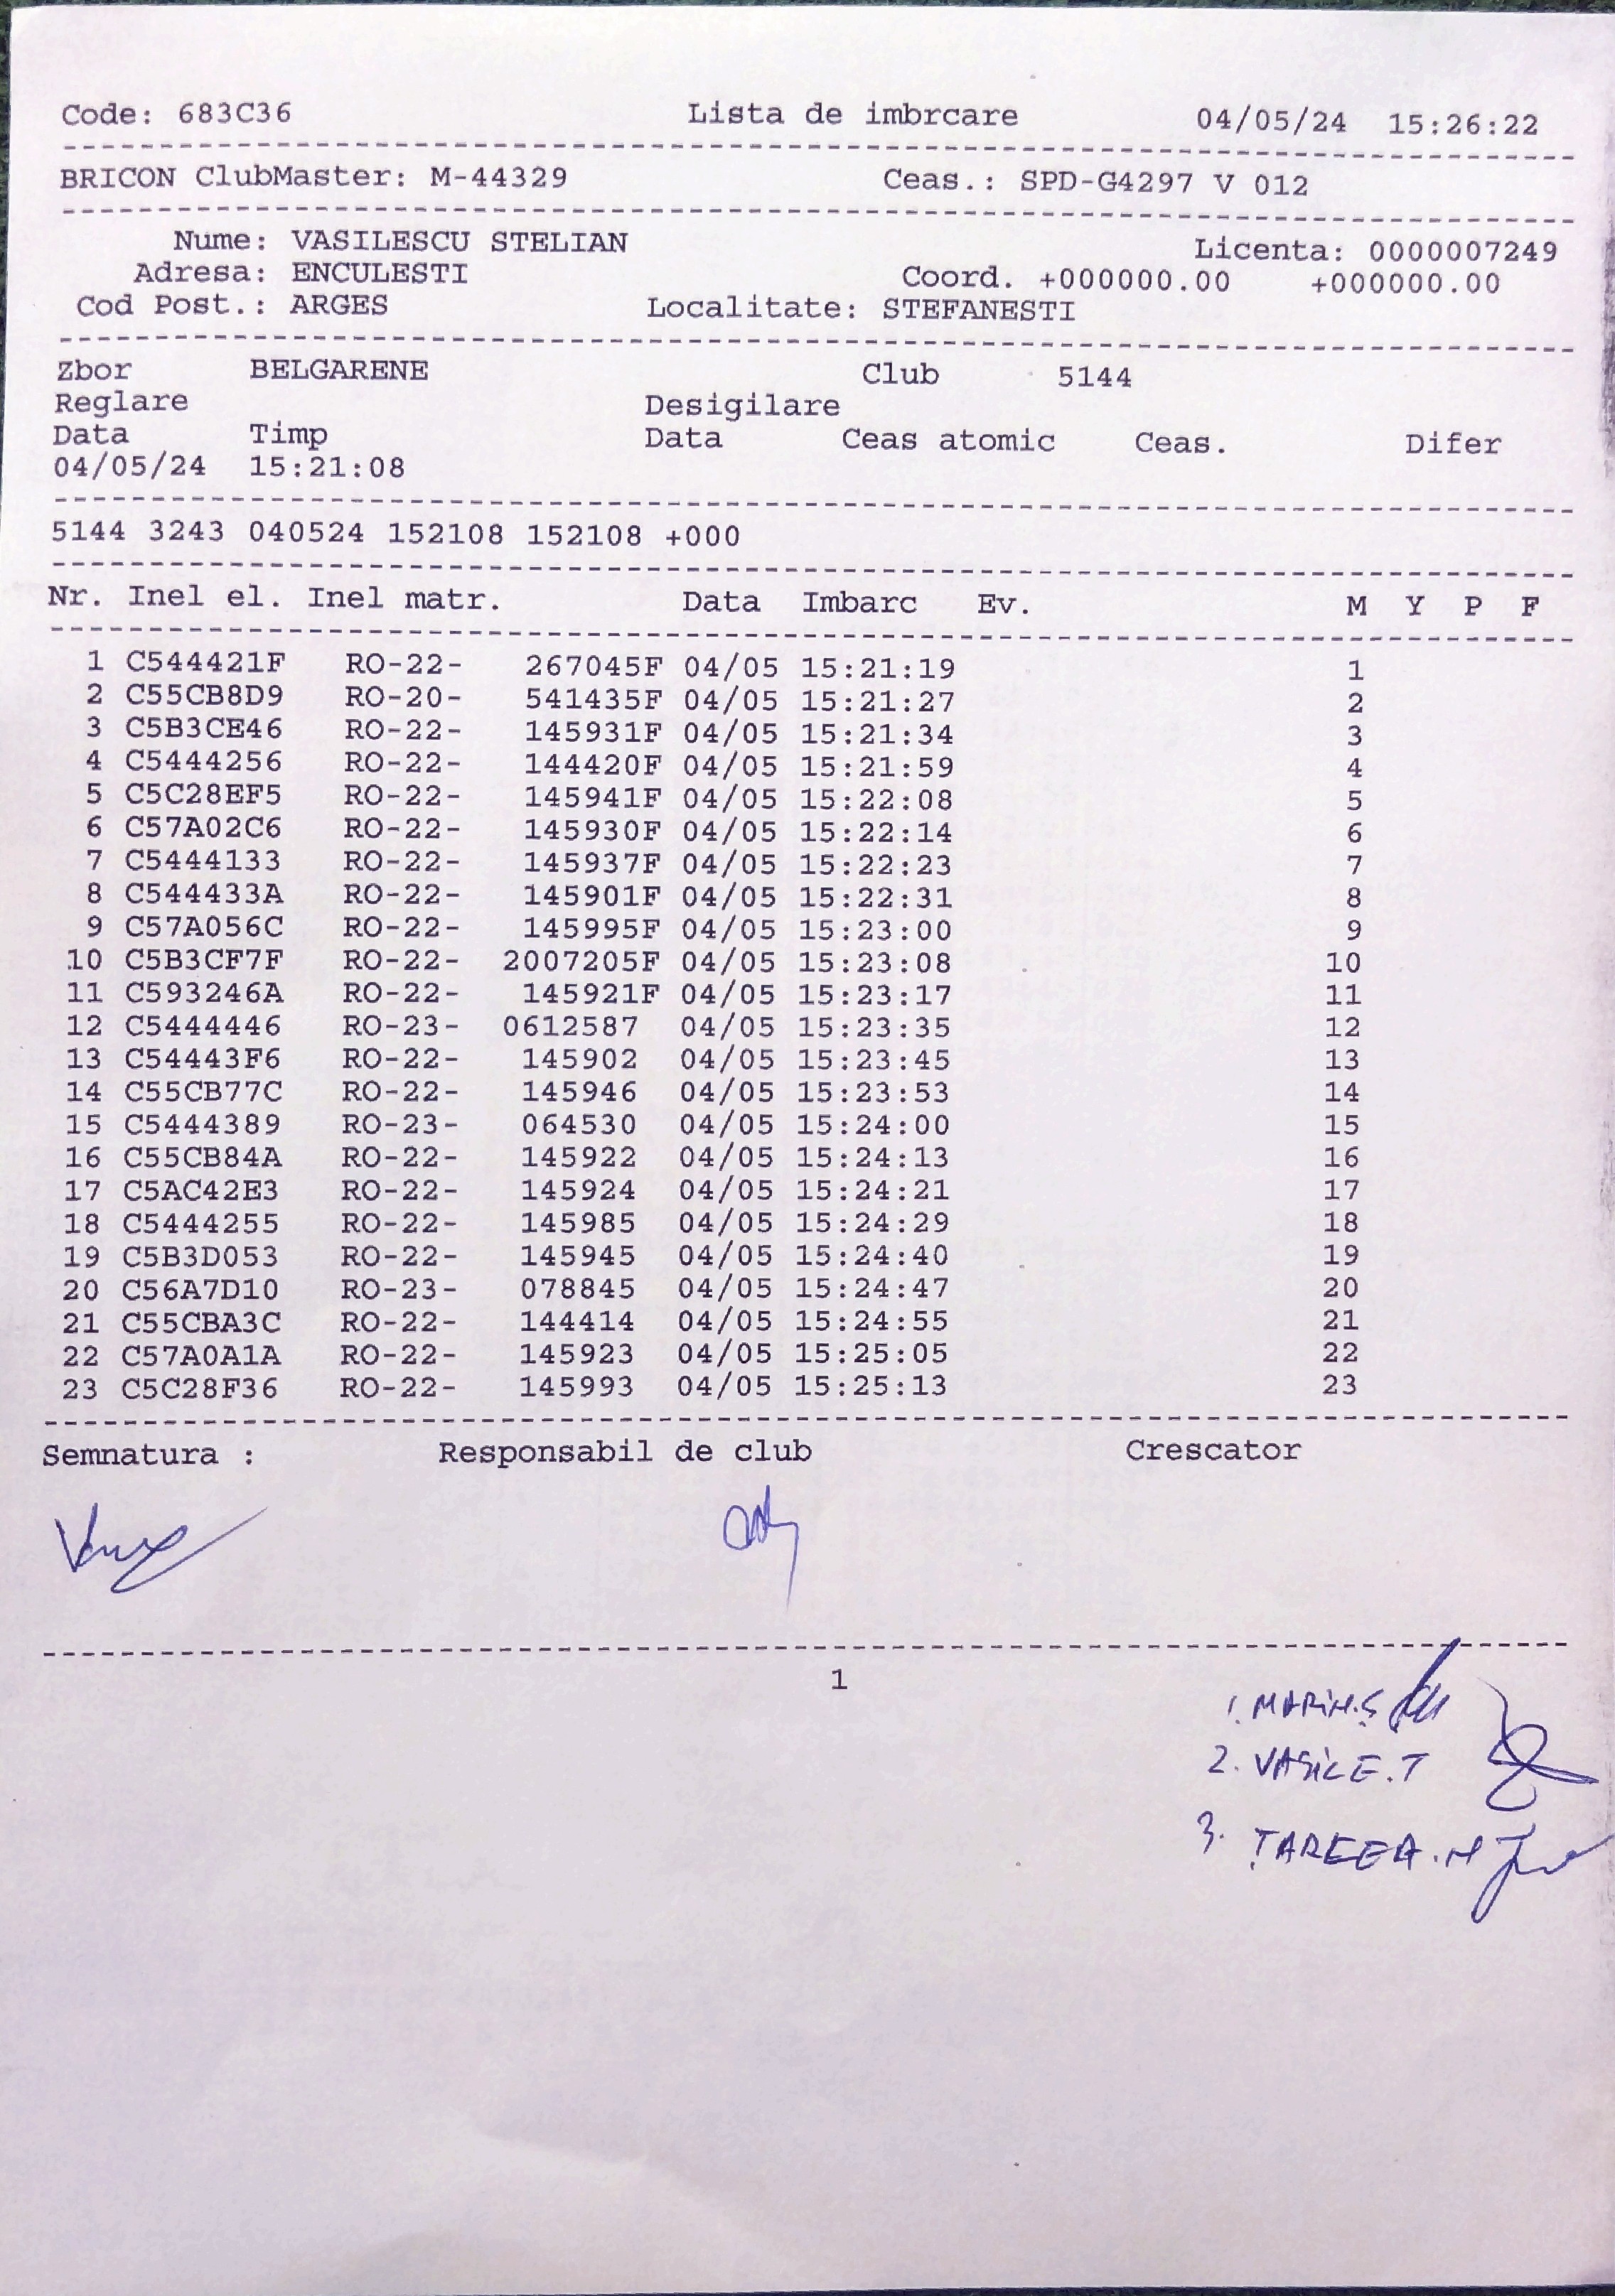 Code: 683C36 Lista de imbrcare 04/05/24 15:26:22
BRICON ClubMaster: M-44329 Ceas.: SPD-G4297 V 012
Nume: VASILESCU STELIAN Licenta: 0000007249
Adresa: ENCULESTI Coord. +000000.00 +000000.00
Cod Post.: ARGES Localitate: STEFANESTI
Zbor BELGARENE Club 5144
Reglare Desigilare
Data Timp Data Ceas atomic Ceas. Difer
04/05/24 15:21:08
5144 3243 040524 152108 152108 +000
Nr. Inel el. Inel matr. Data Imbarc Ev. M Y P F
1 C544421F RO-22- 267045F 04/05 15:21:19 1
2 C55CB8D9 RO-20- 541435F 04/05 15:21:27 2
3 C5B3CE46 RO-22- 145931F 04/05 15:21:34 3
4 C5444256 RO-22- 144420F 04/05 15:21:59 4
5 C5C28EF5 RO-22- 145941F 04/05 15:22:08 5
6 C57A02C6 RO-22- 145930F 04/05 15:22:14 6
7 C5444133 RO-22- 145937F 04/05 15:22:23 7
8 C544433A RO-22- 145901F 04/05 15:22:31 8
9 C57A056C RO-22- 145995F 04/05 15:23:00 9
10 C5B3CF7F RO-22- 2007205F 04/05 15:23:08 10
11 C593246A RO-22- 145921F 04/05 15:23:17 11
12 C5444446 RO-23- 0612587 04/05 15:23:35 12
13 C54443F6 RO-22- 145902 04/05 15:23:45 13
14 C55CB77C RO-22- 145946 04/05 15:23:53 14
15 C5444389 RO-23- 064530 04/05 15:24:00 15
16 C55CB84A RO-22- 145922 04/05 15:24:13 16
17 C5AC42E3 RO-22- 145924 04/05 15:24:21 17
18 C5444255 RO-22- 145985 04/05 15:24:29 18
19 C5B3D053 RO-22- 145945 04/05 15:24:40 19
20 C56A7D10 RO-23- 078845 04/05 15:24:47 20
21 C55CBA3C RO-22- 144414 04/05 15:24:55 21
22 C57A0A1A RO-22- 145923 04/05 15:25:05 22
23 C5C28F36 RO-22- 145993 04/05 15:25:13 23
Semnatura : Responsabil de club Crescator
1
1. MARIN.Ș
2. VASILE.T
3.